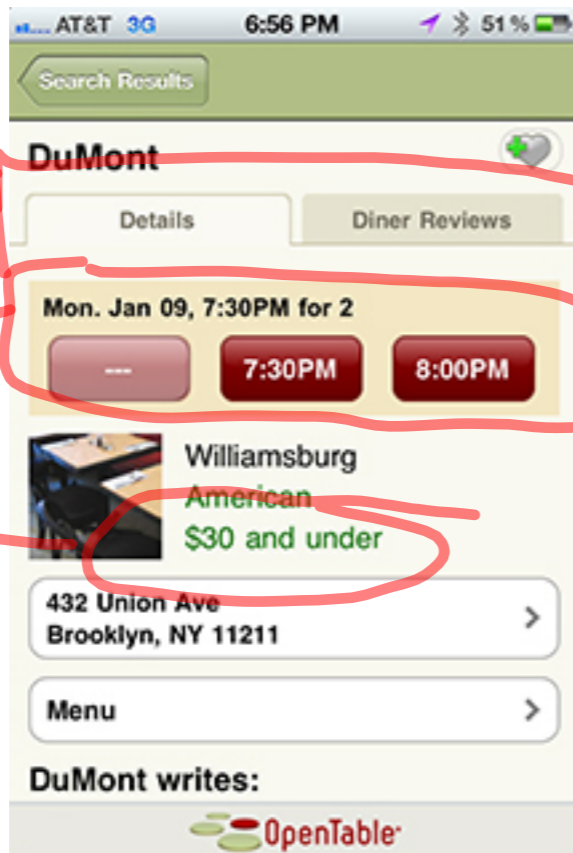 AT&T 3G 6:56 PM 51%
Search Results
DuMont
Details Diner Reviews
Mon. Jan 09, 7:30PM for 2
--- 7:30PM 8:00PM
Williamsburg
American
$30 and under
432 Union Ave
Brooklyn, NY 11211
Menu
DuMont writes:
OpenTable